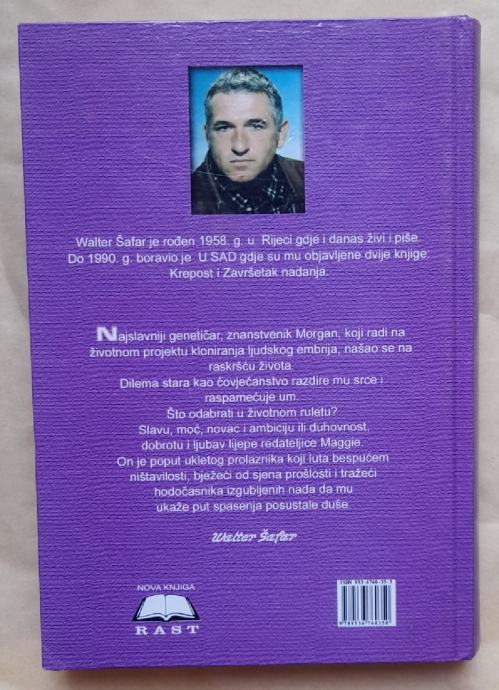 Walter Šafar je rođen 1958. g. u Rijeci gdje i danas živi i piše.
Do 1990. g. boravio je U SAD gdje su mu objavljene dvije knjige:
Krepost i Završetak nadanja.
Najslavniji genetičar, znanstvenik Morgan, koji radi na
životnom projektu kloniranja ljudskog embrija, našao se na
raskršću života.
Dilema stara kao čovječanstvo razdire mu srce i
raspamećuje um.
Što odabrati u životnom ruletu?
Slavu, moć, novac i ambiciju ili duhovnost,
dobrotu i ljubav lijepe redateljice Maggie.
On je poput ukletog prolaznika koji luta bespućem
ništavilosti, bježeći od sjena prošlosti i tražeći
hodočasnika izgubljenih nada da mu
ukaže put spasenja posustale duše.
Walter Šafar
NOVA KNJIGA
RAST
ISBN